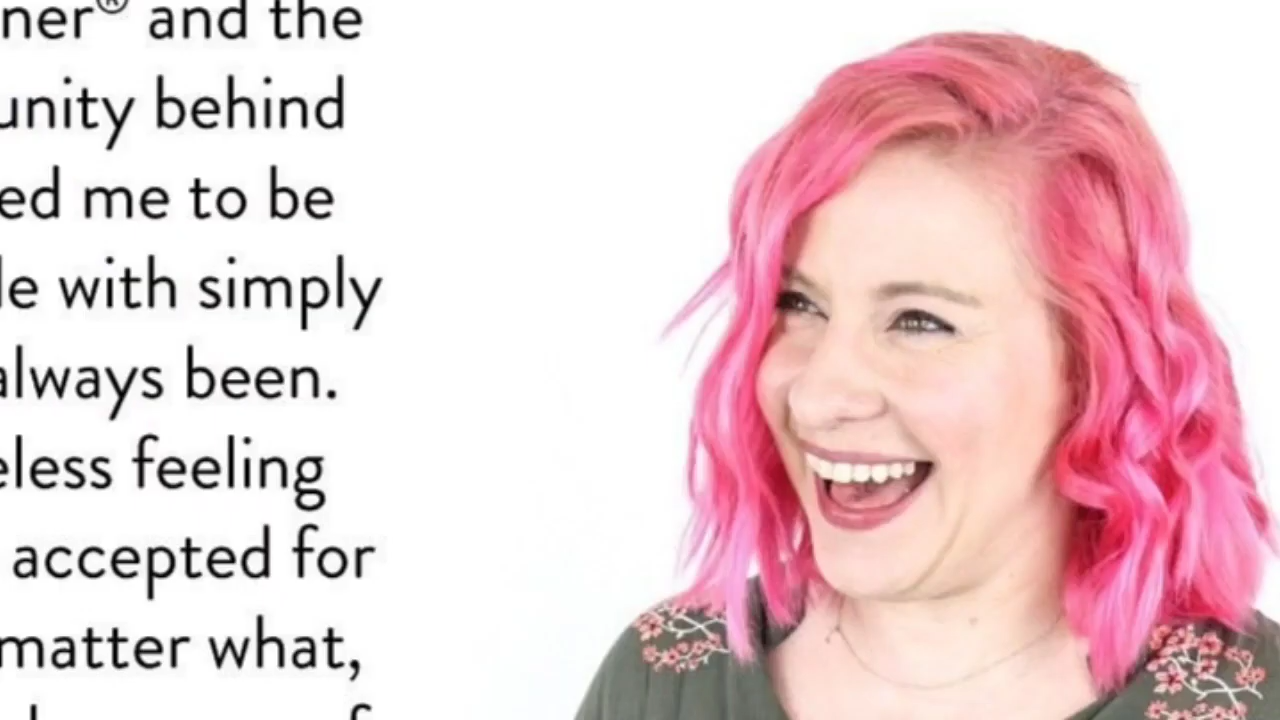 ner® and the
unity behind
ed me to be
le with simply
always been.
eless feeling
accepted for
matter what,